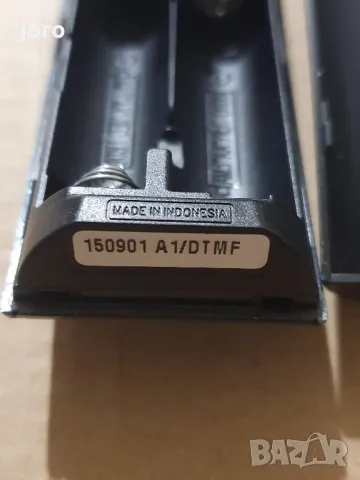 joro
MADE IN INDONESIA
150901 A1/DTMF
BAZAR